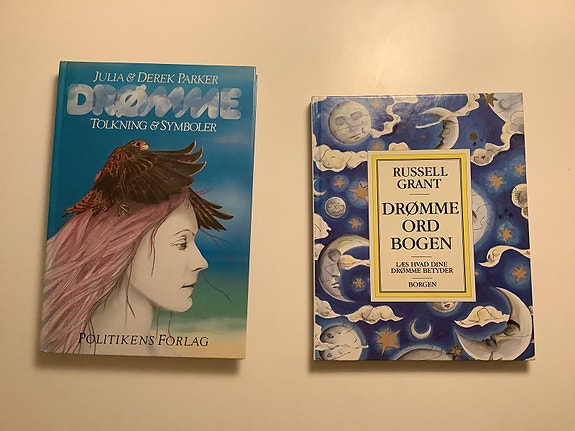 JULIA & DEREK PARKER
DRØMME
TOLKNING & SYMBOLER
POLITIKENS FORLAG
RUSSELL
GRANT
DRØMME
ORD
BOGEN
LÆS HVAD DINE
DRØMME BETYDER
BORGEN